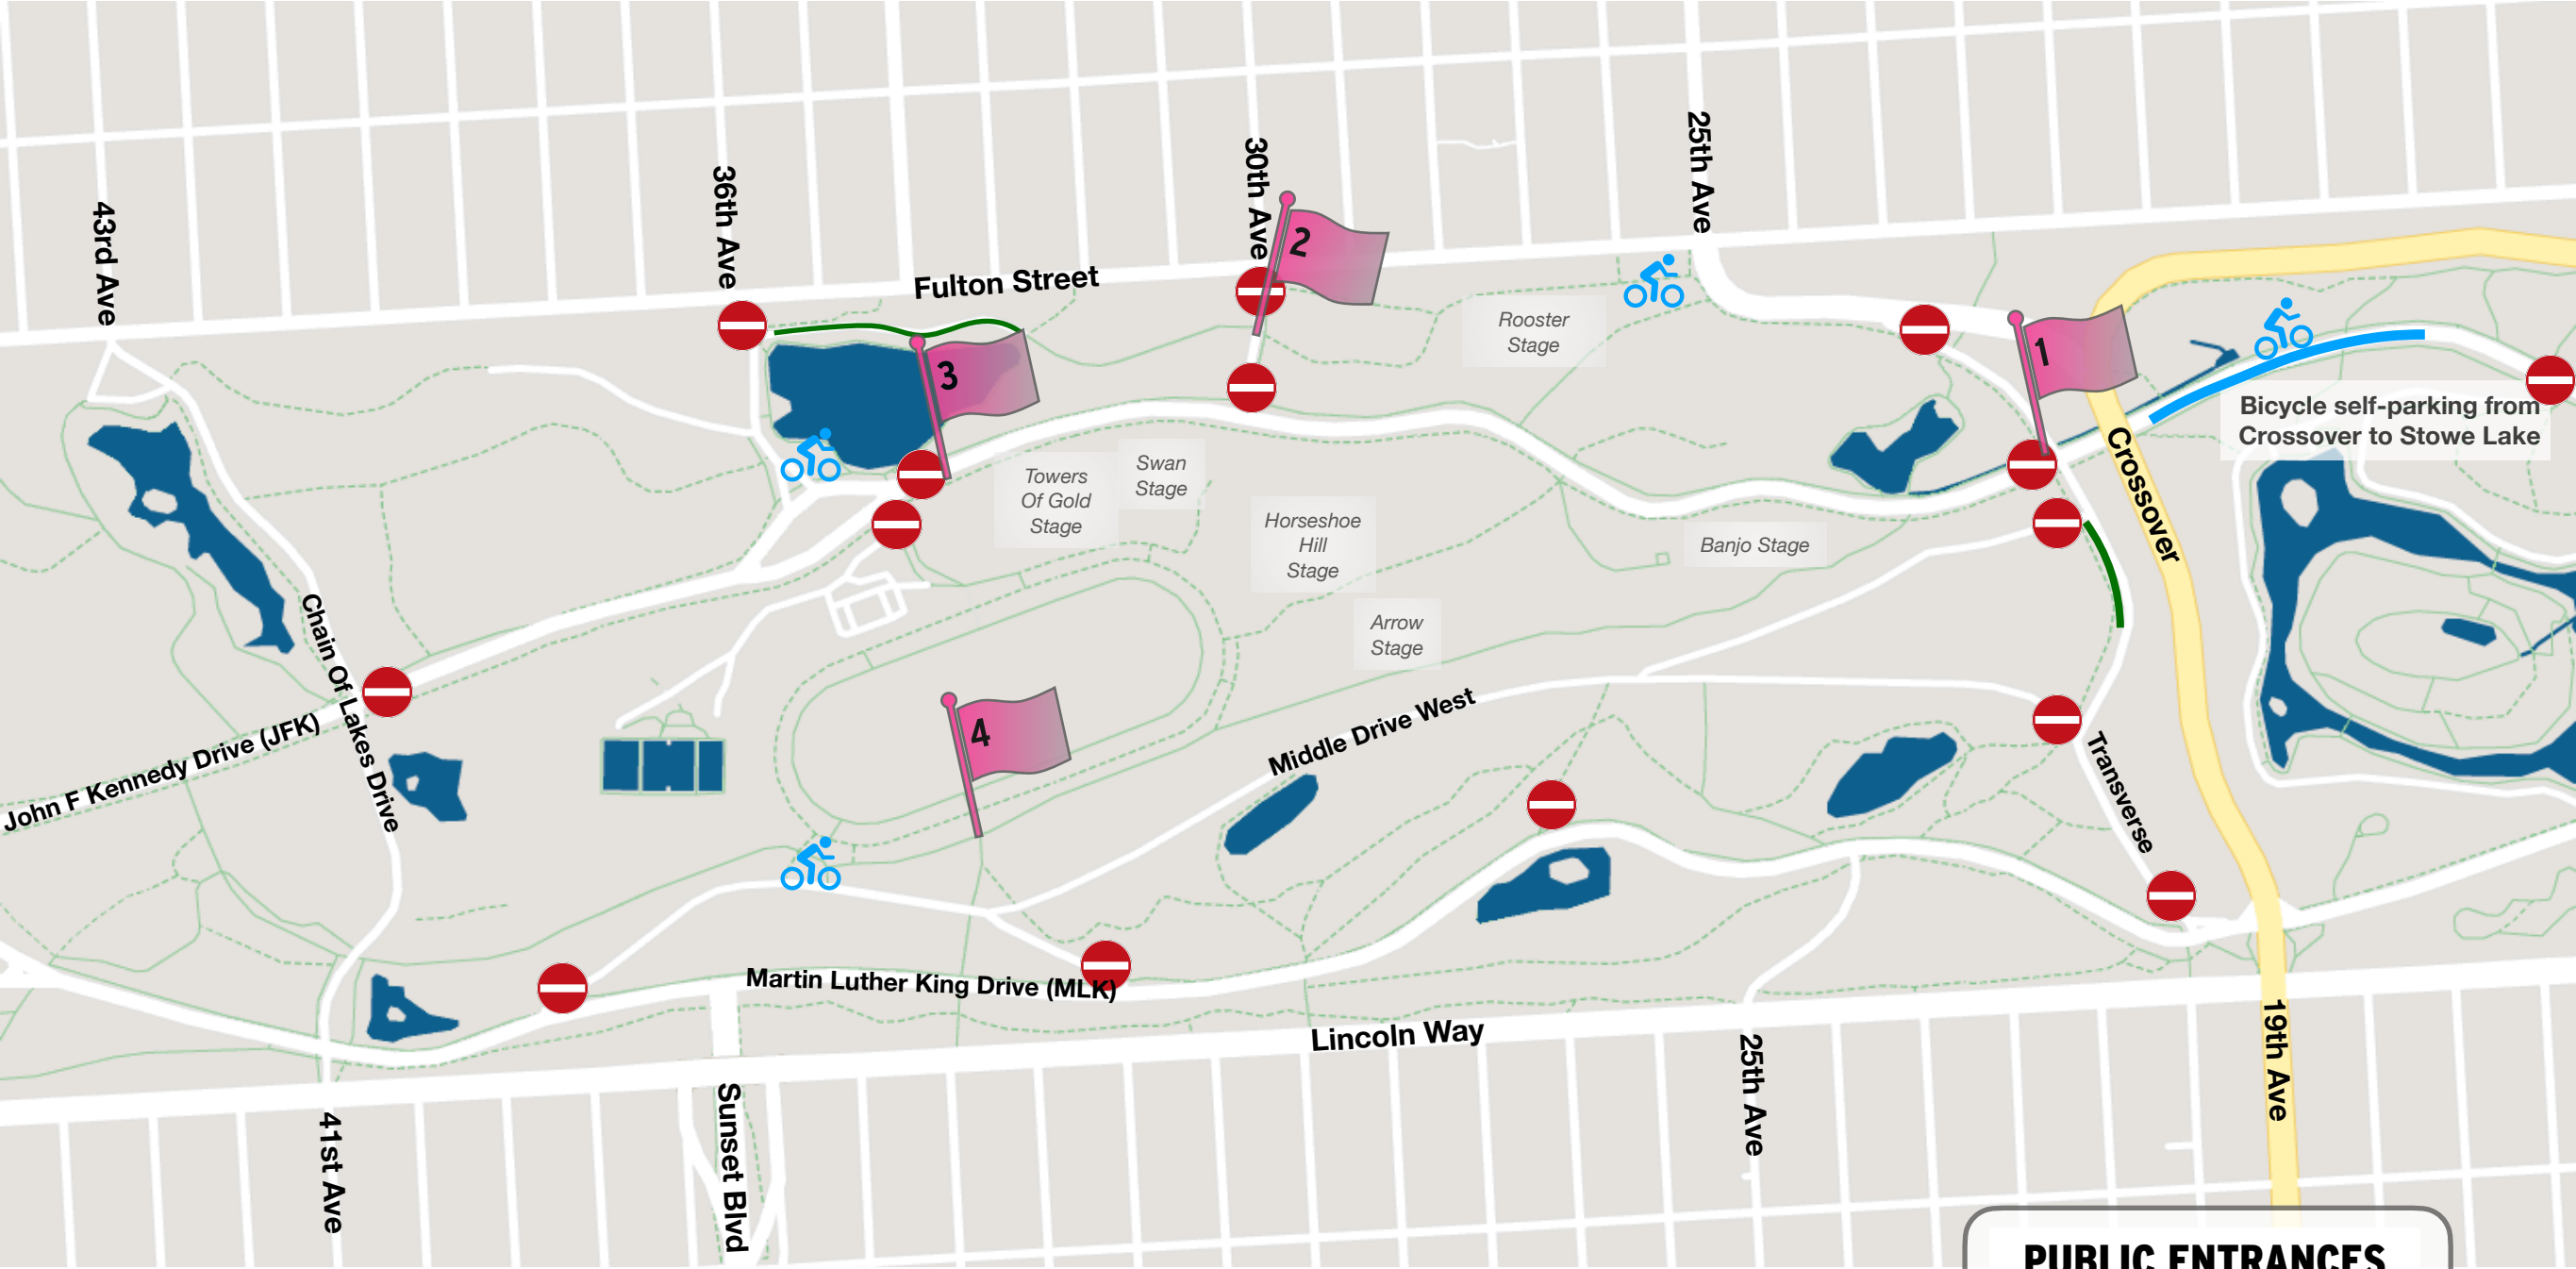 43rd Ave
36th Ave
30th Ave
25th Ave
Fulton Street
2
1
3
4
Rooster
Stage
Towers
Of Gold
Stage
Swan
Stage
Horseshoe
Hill
Stage
Banjo Stage
Arrow
Stage
Bicycle self-parking from
Crossover to Stowe Lake
Crossover
Chain Of Lakes Drive
John F Kennedy Drive (JFK)
Middle Drive West
Transverse
Martin Luther King Drive (MLK)
Lincoln Way
41st Ave
Sunset Blvd
25th Ave
19th Ave
PUBLIC ENTRANCES